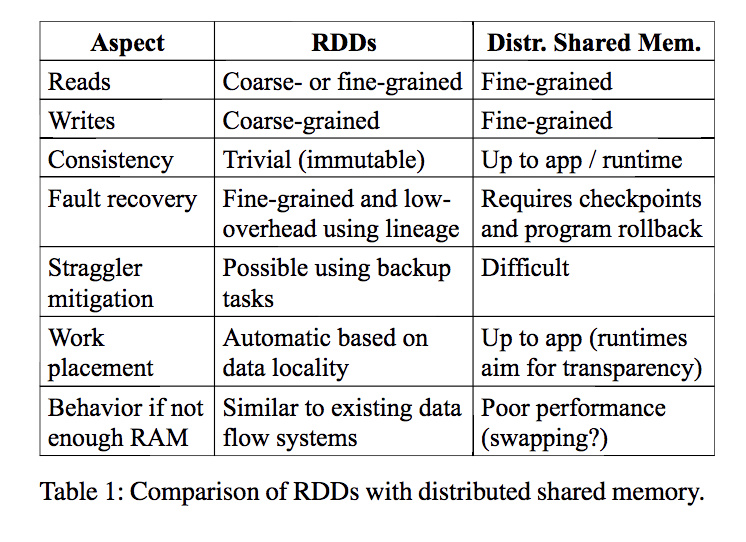 Aspect RDDs Distr. Shared Mem.
Reads Coarse- or fine-grained Fine-grained
Writes Coarse-grained Fine-grained
Consistency Trivial (immutable) Up to app / runtime
Fault recovery Fine-grained and low- Requires checkpoints
overhead using lineage and program rollback
Straggler Possible using backup Difficult
mitigation tasks
Work Automatic based on Up to app (runtimes
placement data locality aim for transparency)
Behavior if not Similar to existing data Poor performance
enough RAM flow systems (swapping?)
Table 1: Comparison of RDDs with distributed shared memory.